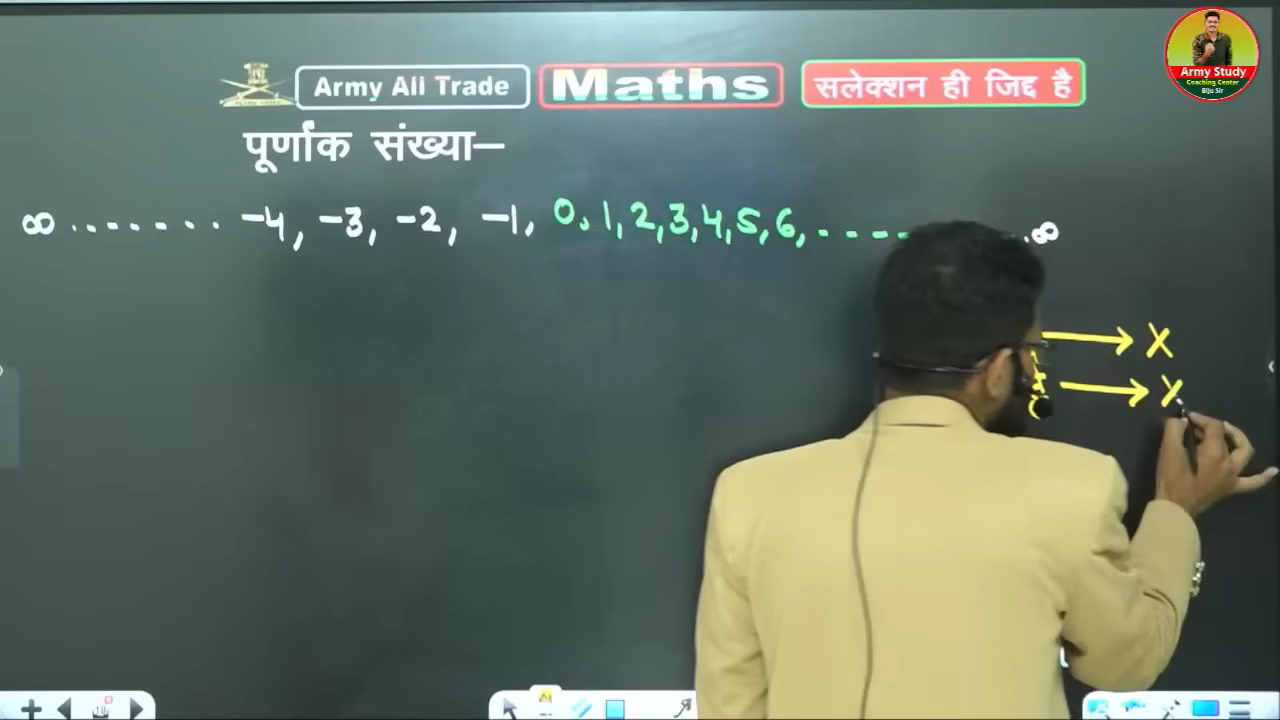 Army All Trade Maths सलेक्शन ही जिद्द है
Army Study
Coaching Center
Biju Sir
पूर्णांक संख्या–
∞ ....... -4, -3, -2, -1, 0, 1, 2, 3, 4, 5, 6, ---- .∞
→ X
→ X